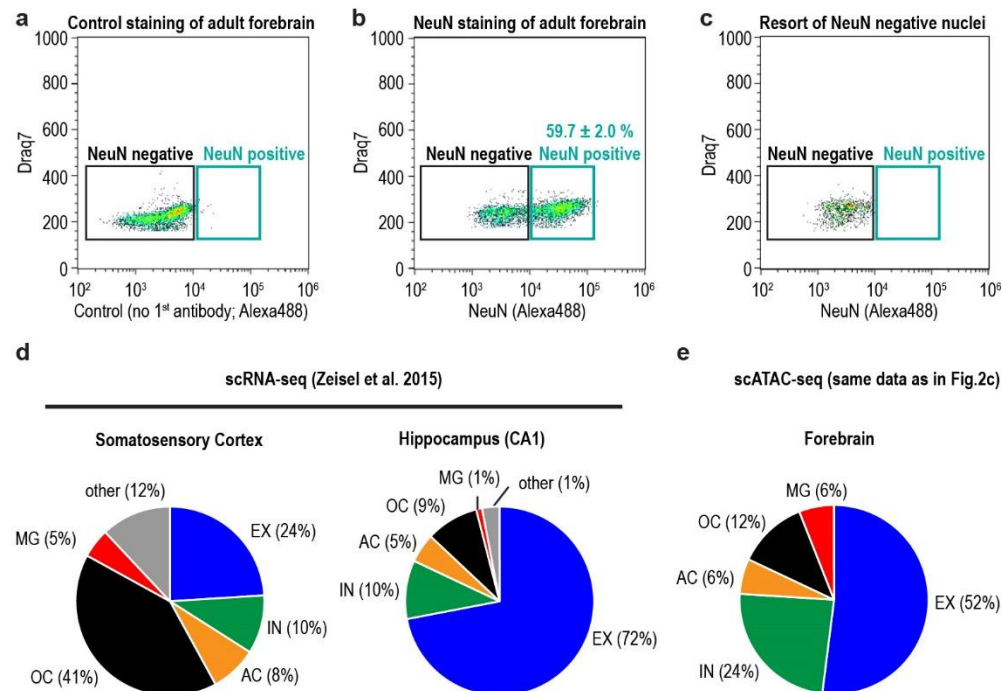 a
Control staining of adult forebrain
1000
800
600
400
200
0
Draq7
NeuN negative
NeuN positive
10² 10³ 10⁴ 10⁵ 10⁶
Control (no 1st antibody; Alexa488)
b
NeuN staining of adult forebrain
1000
800
600
400
200
0
Draq7
59.7 ± 2.0 %
NeuN negative
NeuN positive
10² 10³ 10⁴ 10⁵ 10⁶
NeuN (Alexa488)
c
Resort of NeuN negative nuclei
1000
800
600
400
200
0
Draq7
NeuN negative
NeuN positive
10² 10³ 10⁴ 10⁵ 10⁶
NeuN (Alexa488)
d
scRNA-seq (Zeisel et al. 2015)
Somatosensory Cortex
other (12%)
MG (5%)
EX (24%)
IN (10%)
AC (8%)
OC (41%)
Hippocampus (CA1)
MG (1%)
other (1%)
OC (9%)
AC (5%)
IN (10%)
EX (72%)
e
scATAC-seq (same data as in Fig.2c)
Forebrain
MG (6%)
OC (12%)
AC (6%)
EX (52%)
IN (24%)